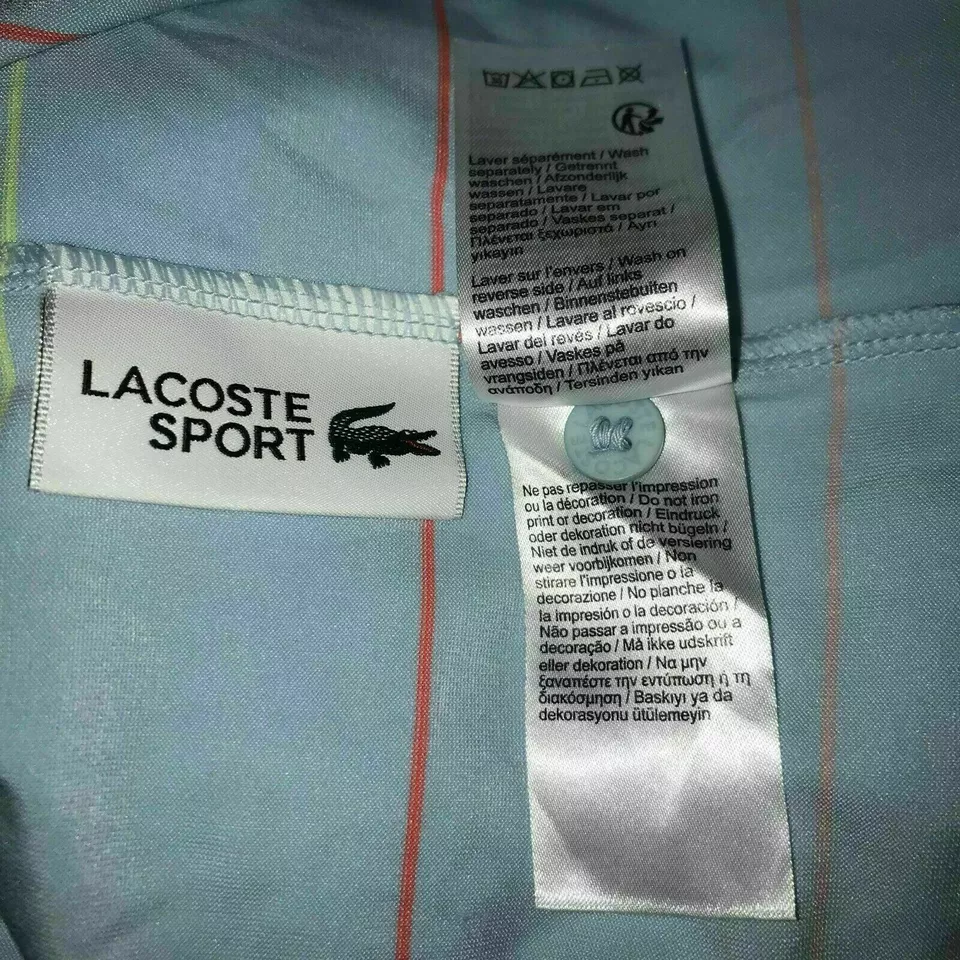 LACOSTE
SPORT
Laver séparément / Wash
separately / Getrennt
waschen / Afzonderlijk
wassen / Lavare
separatamente / Lavar por
separado / Lavar em
separado / Vaskes separat /
Πλένεται ξεχωριστά / Ayri
yikayin
Laver sur l'envers / Wash on
reverse side / Auf links
waschen / Binnenstebuiten
wassen / Lavare al rovescio /
Lavar del revés / Lavar do
avesso / Vaskes på
vrangsiden / Πλένεται από την
ανάποδη / Tersinden yikan
Ne pas repasser l'impression
ou la décoration / Do not iron
print or decoration / Eindruck
oder dekoration nicht bügeln /
Niet de indruk of de versiering
weer voorbijkomen / Non
stirare l'impressione o la
decorazione / No planche la
la impresión o la decoración /
Não passar a impressão ou a
decoração / Må ikke udskrift
eller dekoration / Να μην
ξαναπέστε την εντύπωση ή τη
διακόσμηση / Baskıyı ya da
dekorasyonu ütülemeyin